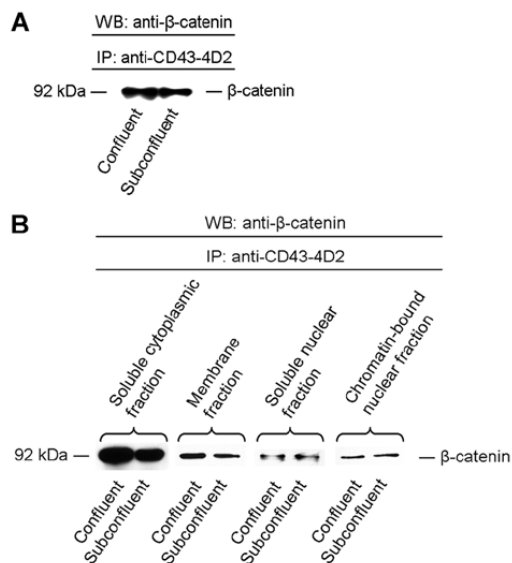 A
WB: anti-β-catenin
IP: anti-CD43-4D2
92 kDa — — β-catenin
Confluent
Subconfluent
B
WB: anti-β-catenin
IP: anti-CD43-4D2
Soluble cytoplasmic
fraction
Membrane
fraction
Soluble nuclear
fraction
Chromatin-bound
nuclear fraction
92 kDa — — β-catenin
Confluent
Subconfluent
Confluent
Subconfluent
Confluent
Subconfluent
Confluent
Subconfluent